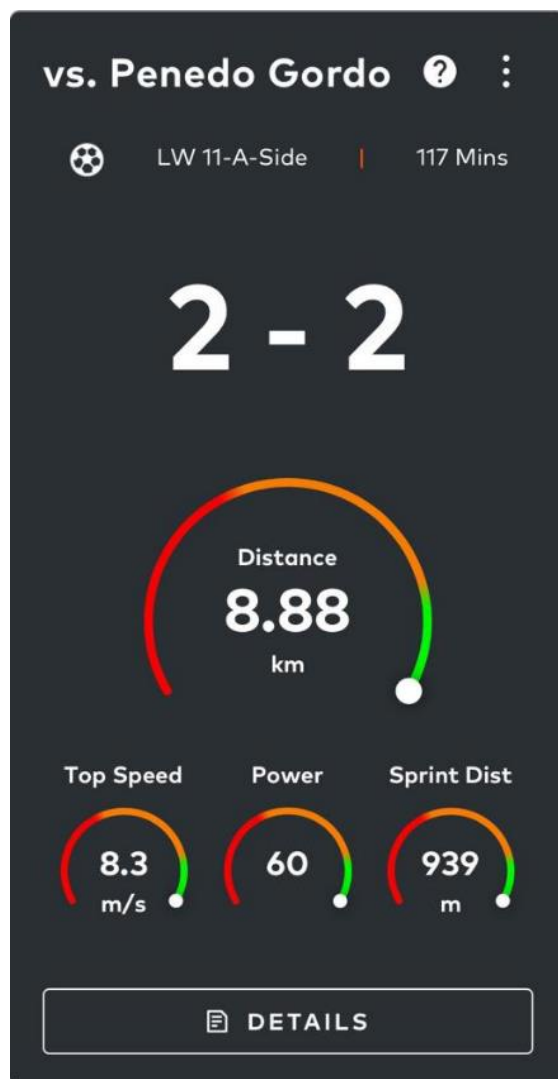 vs. Penedo Gordo ?
LW 11-A-Side | 117 Mins
2 - 2
Distance
8.88
km
Top Speed Power Sprint Dist
8.3 60 939
m/s m
DETAILS